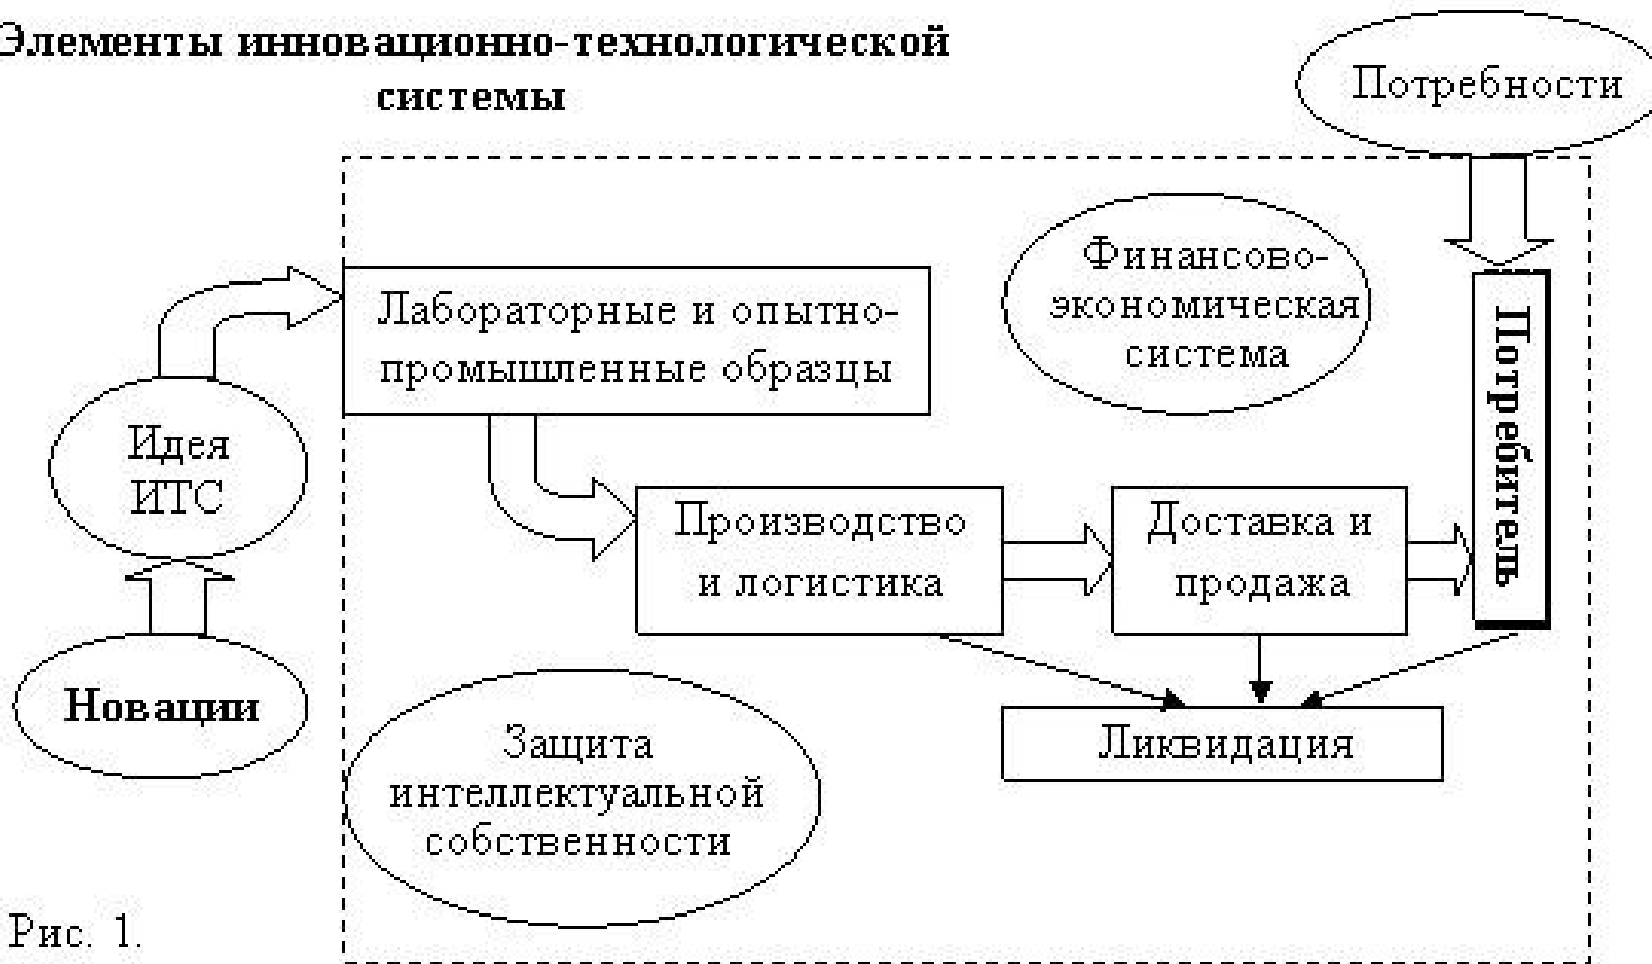 Элементы инновационно-технологической
системы
Потребности
Финансово-
экономическая
система
Лабораторные и опытно-
промышленные образцы
Потребитель
Идея
ИТС
Производство
и логистика
Доставка и
продажа
Новации
Ликвидация
Защита
интеллектуальной
собственности
Рис. 1.